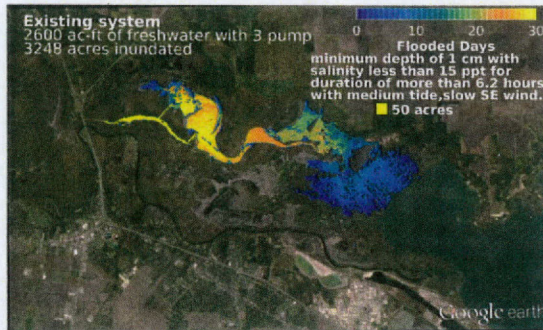 Existing system
2600 ac-ft of freshwater with 3 pump
3248 acres inundated
0 10 20 30
Flooded Days
minimum depth of 1 cm with
salinity less than 15 ppt for
duration of more than 6.2 hours
with medium tide,slow SE wind.
50 acres
Google earth